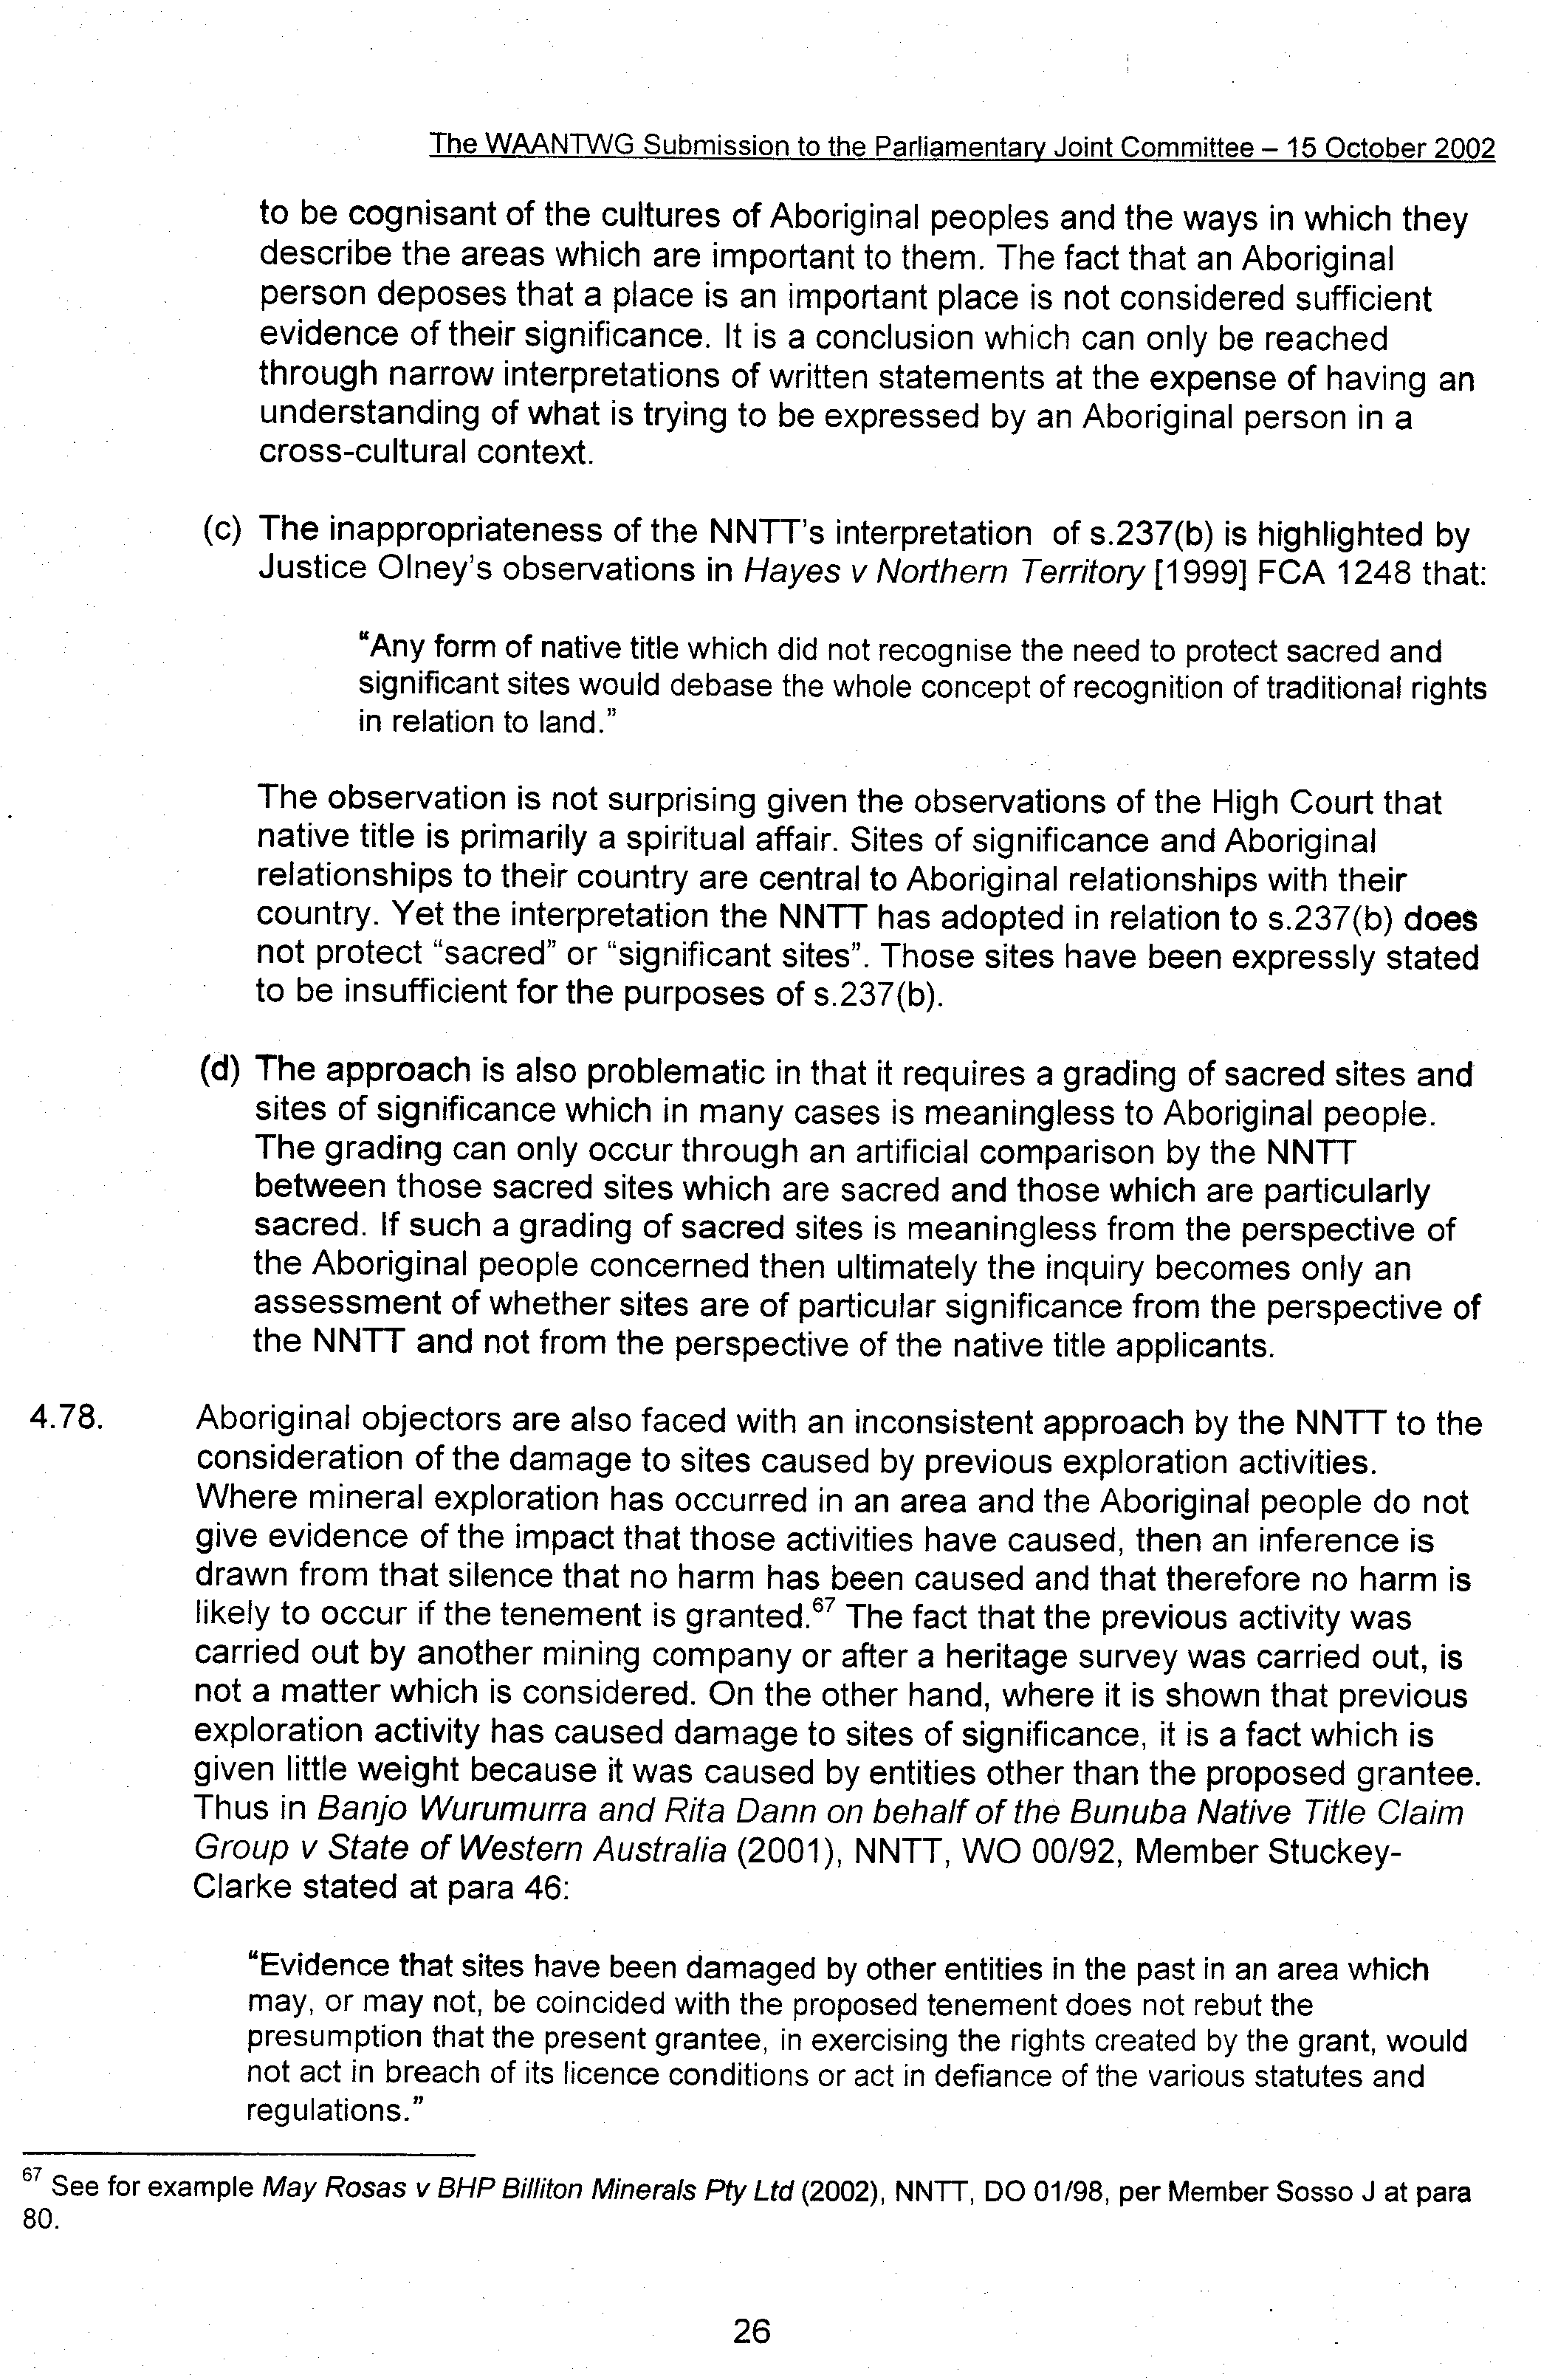 The WAANTWG Submission to the Parliamentary Joint Committee – 15 October 2002
to be cognisant of the cultures of Aboriginal peoples and the ways in which they
describe the areas which are important to them. The fact that an Aboriginal
person deposes that a place is an important place is not considered sufficient
evidence of their significance. It is a conclusion which can only be reached
through narrow interpretations of written statements at the expense of having an
understanding of what is trying to be expressed by an Aboriginal person in a
cross-cultural context.
(c) The inappropriateness of the NNTT's interpretation of s.237(b) is highlighted by
Justice Olney's observations in Hayes v Northern Territory [1999] FCA 1248 that:
"Any form of native title which did not recognise the need to protect sacred and
significant sites would debase the whole concept of recognition of traditional rights
in relation to land."
The observation is not surprising given the observations of the High Court that
native title is primarily a spiritual affair. Sites of significance and Aboriginal
relationships to their country are central to Aboriginal relationships with their
country. Yet the interpretation the NNTT has adopted in relation to s.237(b) does
not protect "sacred" or "significant sites". Those sites have been expressly stated
to be insufficient for the purposes of s.237(b).
(d) The approach is also problematic in that it requires a grading of sacred sites and
sites of significance which in many cases is meaningless to Aboriginal people.
The grading can only occur through an artificial comparison by the NNTT
between those sacred sites which are sacred and those which are particularly
sacred. If such a grading of sacred sites is meaningless from the perspective of
the Aboriginal people concerned then ultimately the inquiry becomes only an
assessment of whether sites are of particular significance from the perspective of
the NNTT and not from the perspective of the native title applicants.
4.78. Aboriginal objectors are also faced with an inconsistent approach by the NNTT to the
consideration of the damage to sites caused by previous exploration activities.
Where mineral exploration has occurred in an area and the Aboriginal people do not
give evidence of the impact that those activities have caused, then an inference is
drawn from that silence that no harm has been caused and that therefore no harm is
likely to occur if the tenement is granted.67 The fact that the previous activity was
carried out by another mining company or after a heritage survey was carried out, is
not a matter which is considered. On the other hand, where it is shown that previous
exploration activity has caused damage to sites of significance, it is a fact which is
given little weight because it was caused by entities other than the proposed grantee.
Thus in Banjo Wurumurra and Rita Dann on behalf of the Bunuba Native Title Claim
Group v State of Western Australia (2001), NNTT, WO 00/92, Member Stuckey-
Clarke stated at para 46:
"Evidence that sites have been damaged by other entities in the past in an area which
may, or may not, be coincided with the proposed tenement does not rebut the
presumption that the present grantee, in exercising the rights created by the grant, would
not act in breach of its licence conditions or act in defiance of the various statutes and
regulations."
67 See for example May Rosas v BHP Billiton Minerals Pty Ltd (2002), NNTT, DO 01/98, per Member Sosso J at para
80.
26